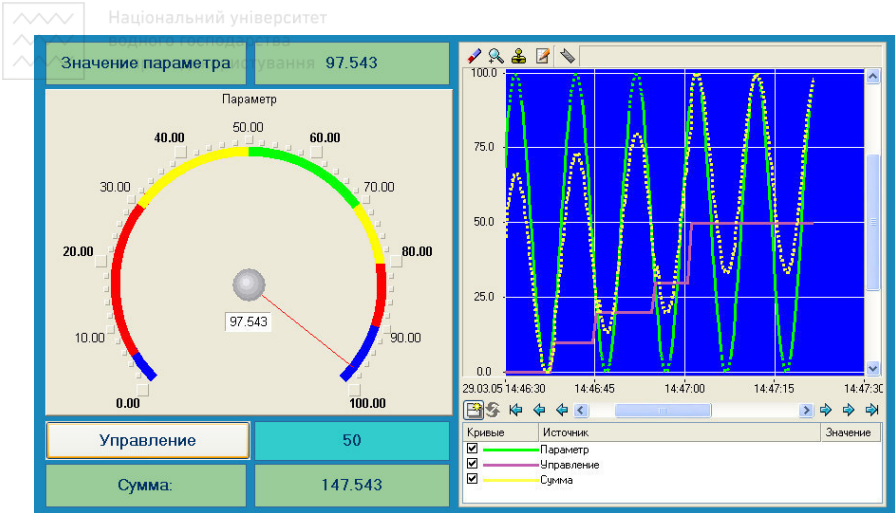 Національний університет
водного господарства
та природокористування
Значение параметра 97.543
Параметр
50.00
40.00 60.00
30.00 70.00
20.00 80.00
97.543
10.00 90.00
0.00 100.00
Управление 50
Сумма: 147.543
100.0
75.0
50.0
25.0
0.0
29.03.05 14:46:30 14:46:45 14:47:00 14:47:15 14:47:30
Кривые Источник Значение
Параметр
Управление
Сумма